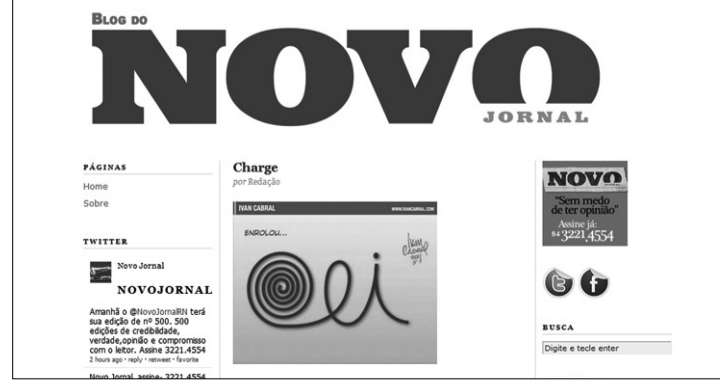 BLOG DO
NOVO
JORNAL
PÁGINAS
Home
Sobre
TWITTER
Novo Jornal
NOVOJORNAL
Amanhã o @NovoJornalRN terá
sua edição de nº 500. 500
edições de credibilidade,
verdade,opinião e compromisso
com o leitor. Assine 3221.4554
2 hours ago · reply · retweet · favorite
Novo Jornal. assine- 3221.4554
Charge
por Redação
IVAN CABRAL
WWW.IVANCABRAL.COM
ENROLOU...
Oei
NOVO
"Sem medo
de ter opinião"
Assine já:
84 3221.4554
BUSCA
Digite e tecle enter